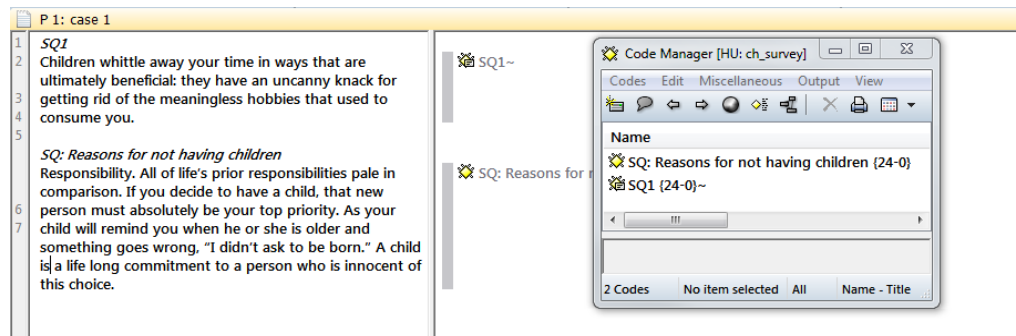 P 1: case 1
1
2
3
4
5
6
7
SQ1
Children whittle away your time in ways that are
ultimately beneficial: they have an uncanny knack for
getting rid of the meaningless hobbies that used to
consume you.
SQ: Reasons for not having children
Responsibility. All of life's prior responsibilities pale in
comparison. If you decide to have a child, that new
person must absolutely be your top priority. As your
child will remind you when he or she is older and
something goes wrong, “I didn't ask to be born.” A child
is a life long commitment to a person who is innocent of
this choice.
SQ1~
SQ: Reasons for
Code Manager [HU: ch_survey]
Codes Edit Miscellaneous Output View
Name
SQ: Reasons for not having children {24-0}
SQ1 {24-0}~
2 Codes No item selected All Name - Title